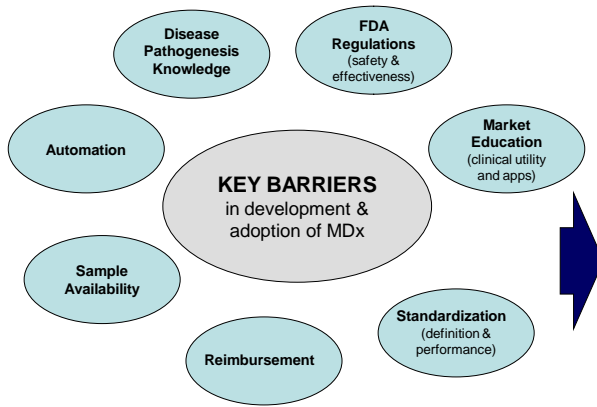 Disease
Pathogenesis
Knowledge
FDA
Regulations
(safety &
effectiveness)
Market
Education
(clinical utility
and apps)
Automation
KEY BARRIERS
in development &
adoption of MDx
Sample
Availability
Standardization
(definition &
performance)
Reimbursement